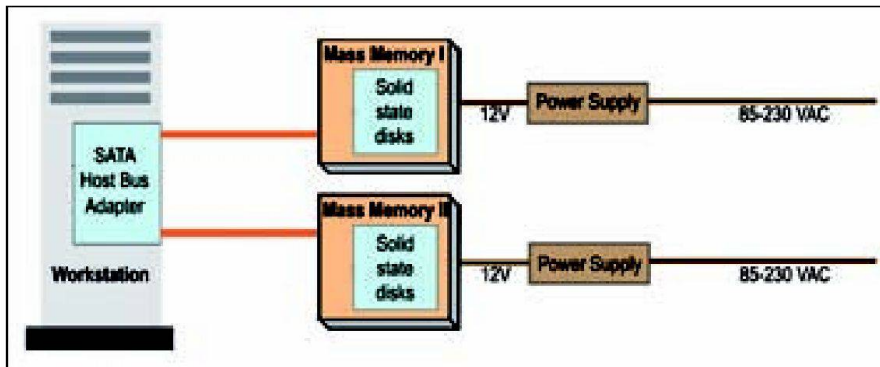 Mass Memory I
Solid
state
disks
12V
Power Supply
85-230 VAC
SATA
Host Bus
Adapter
Workstation
Mass Memory II
Solid
state
disks
12V
Power Supply
85-230 VAC